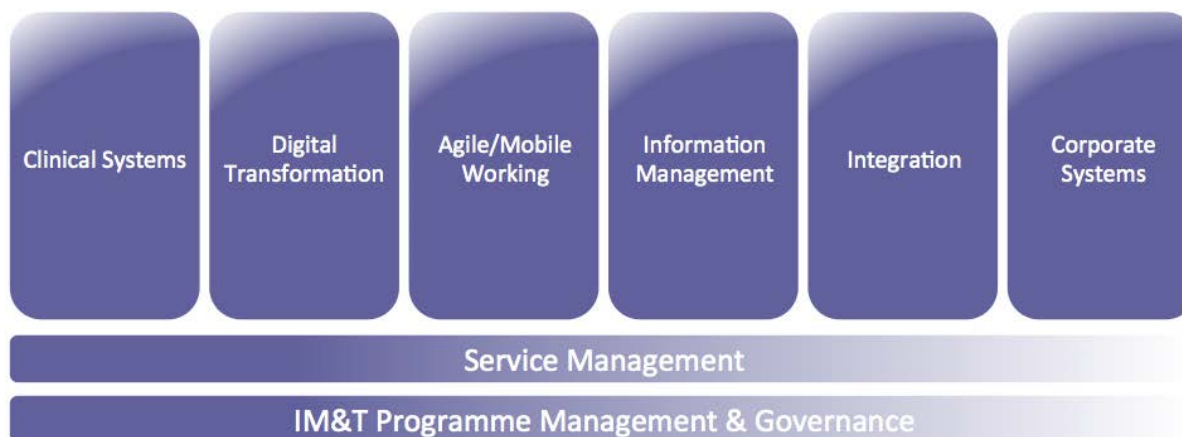 Clinical Systems
Digital
Transformation
Agile/Mobile
Working
Information
Management
Integration
Corporate
Systems
Service Management
IM&T Programme Management & Governance